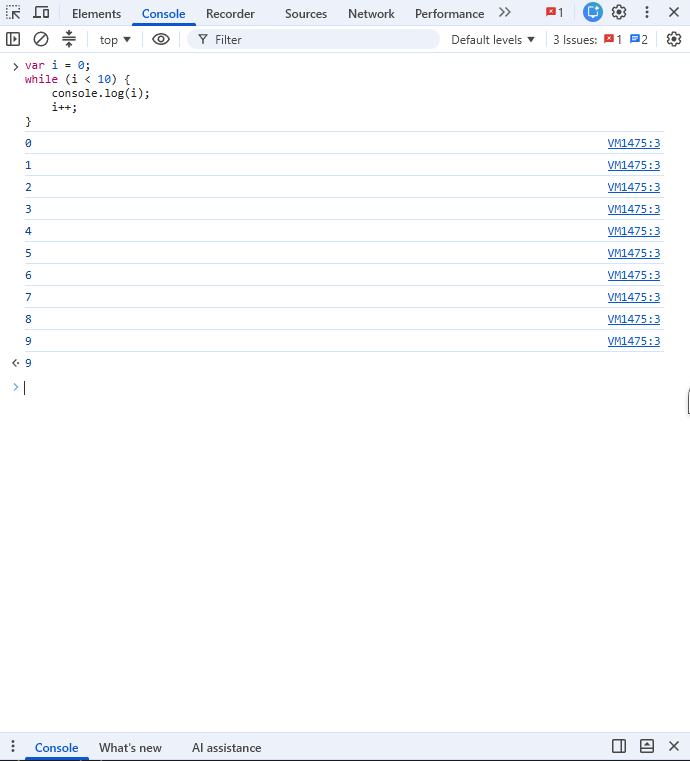 Elements Console Recorder Sources Network Performance 1
top Filter Default levels 3 Issues: 1 2
var i = 0;
while (i < 10) {
    console.log(i);
    i++;
}
0 VM1475:3
1 VM1475:3
2 VM1475:3
3 VM1475:3
4 VM1475:3
5 VM1475:3
6 VM1475:3
7 VM1475:3
8 VM1475:3
9 VM1475:3
9
Console What's new AI assistance